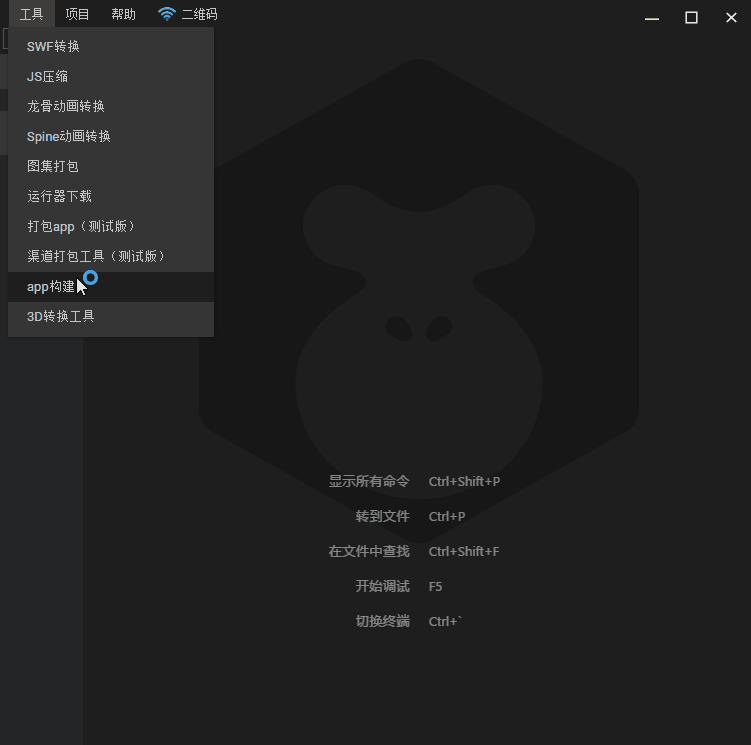 工具 项目 帮助 二维码
SWF转换
JS压缩
龙骨动画转换
Spine动画转换
图集打包
运行器下载
打包app（测试版）
渠道打包工具（测试版）
app构建
3D转换工具
显示所有命令 Ctrl+Shift+P
转到文件 Ctrl+P
在文件中查找 Ctrl+Shift+F
开始调试 F5
切换终端 Ctrl+`